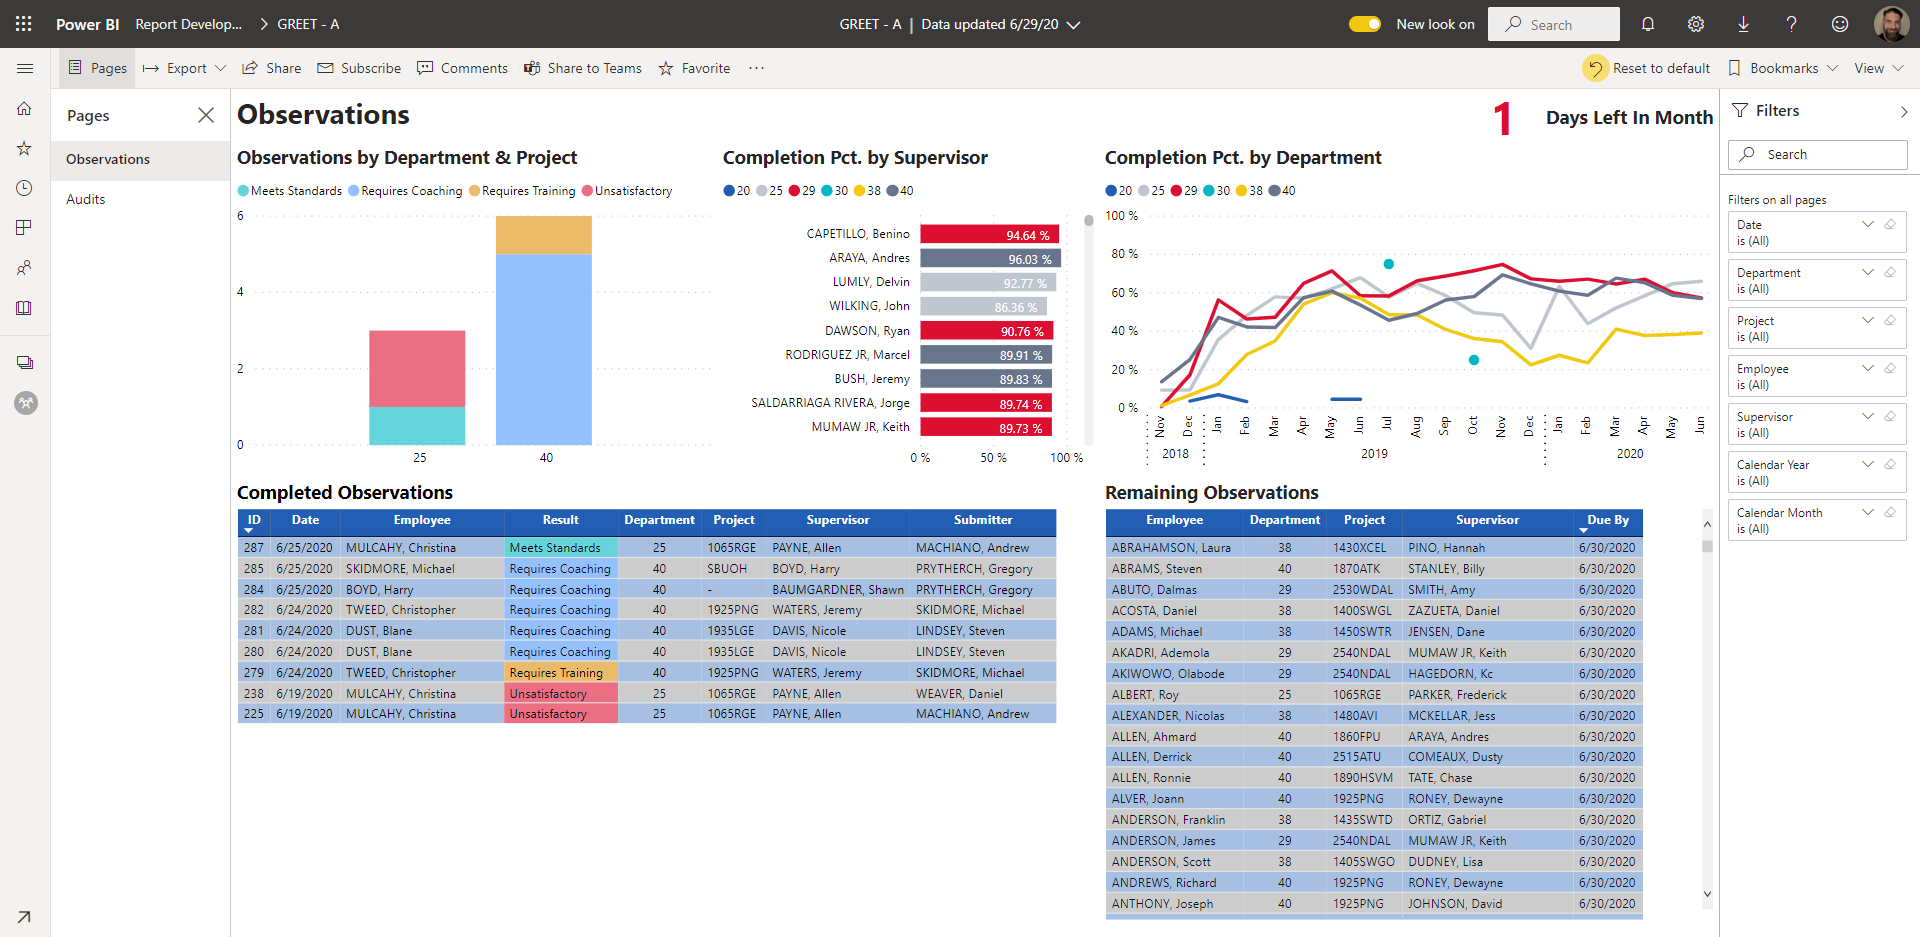 Power BI Report Develop... > GREET - A
GREET - A | Data updated 6/29/20
New look on
Search
Pages Export Share Subscribe Comments Share to Teams Favorite ···
Reset to default Bookmarks View
Pages
Observations
Audits
Observations
1 Days Left In Month
Observations by Department & Project
Meets Standards Requires Coaching Requires Training Unsatisfactory
6
4
2
0
25 40
Completion Pct. by Supervisor
20 25 29 30 38 40
CAPETILLO, Benino 94.64 %
ARAYA, Andres 96.03 %
LUMLY, Delvin 92.77 %
WILKING, John 86.36 %
DAWSON, Ryan 90.76 %
RODRIGUEZ JR, Marcel 89.91 %
BUSH, Jeremy 89.83 %
SALDARRIAGA RIVERA, Jorge 89.74 %
MUMAW JR, Keith 89.73 %
0 % 50 % 100 %
Completion Pct. by Department
20 25 29 30 38 40
100 %
80 %
60 %
40 %
20 %
0 %
Nov Dec Jan Feb Mar Apr May Jun Jul Aug Sep Oct Nov Dec Jan Feb Mar Apr May Jun
2018 2019 2020
Completed Observations
ID Date Employee Result Department Project Supervisor Submitter
287 6/25/2020 MULCAHY, Christina Meets Standards 25 1065RGE PAYNE, Allen MACHIANO, Andrew
285 6/25/2020 SKIDMORE, Michael Requires Coaching 40 SBUOH BOYD, Harry PRYTHERCH, Gregory
284 6/25/2020 BOYD, Harry Requires Coaching 40 - BAUMGARDNER, Shawn PRYTHERCH, Gregory
282 6/24/2020 TWEED, Christopher Requires Coaching 40 1925PNG WATERS, Jeremy SKIDMORE, Michael
281 6/24/2020 DUST, Blane Requires Coaching 40 1935LGE DAVIS, Nicole LINDSEY, Steven
280 6/24/2020 DUST, Blane Requires Coaching 40 1935LGE DAVIS, Nicole LINDSEY, Steven
279 6/24/2020 TWEED, Christopher Requires Training 40 1925PNG WATERS, Jeremy SKIDMORE, Michael
238 6/19/2020 MULCAHY, Christina Unsatisfactory 25 1065RGE PAYNE, Allen WEAVER, Daniel
225 6/19/2020 MULCAHY, Christina Unsatisfactory 25 1065RGE PAYNE, Allen MACHIANO, Andrew
Remaining Observations
Employee Department Project Supervisor Due By
ABRAHAMSON, Laura 38 1430XCEL PINO, Hannah 6/30/2020
ABRAMS, Steven 40 1870ATK STANLEY, Billy 6/30/2020
ABUTO, Dalmas 29 2530WDAL SMITH, Amy 6/30/2020
ACOSTA, Daniel 38 1400SWGL ZAZUETA, Daniel 6/30/2020
ADAMS, Michael 38 1450SWTR JENSEN, Dane 6/30/2020
AKADRI, Ademola 29 2540NDAL MUMAW JR, Keith 6/30/2020
AKIWOWO, Olabode 29 2540NDAL HAGEDORN, Kc 6/30/2020
ALBERT, Roy 25 1065RGE PARKER, Frederick 6/30/2020
ALEXANDER, Nicolas 38 1480AVI MCKELLAR, Jess 6/30/2020
ALLEN, Ahmard 40 1860FPU ARAYA, Andres 6/30/2020
ALLEN, Derrick 40 2515ATU COMEAUX, Dusty 6/30/2020
ALLEN, Ronnie 40 1890HSVM TATE, Chase 6/30/2020
ALVER, Joann 40 1925PNG RONEY, Dewayne 6/30/2020
ANDERSON, Franklin 38 1435SWTD ORTIZ, Gabriel 6/30/2020
ANDERSON, James 29 2540NDAL MUMAW JR, Keith 6/30/2020
ANDERSON, Scott 38 1405SWGO DUDNEY, Lisa 6/30/2020
ANDREWS, Richard 40 1925PNG RONEY, Dewayne 6/30/2020
ANTHONY, Joseph 40 1925PNG JOHNSON, David 6/30/2020
Filters
Search
Filters on all pages
Date
is (All)
Department
is (All)
Project
is (All)
Employee
is (All)
Supervisor
is (All)
Calendar Year
is (All)
Calendar Month
is (All)